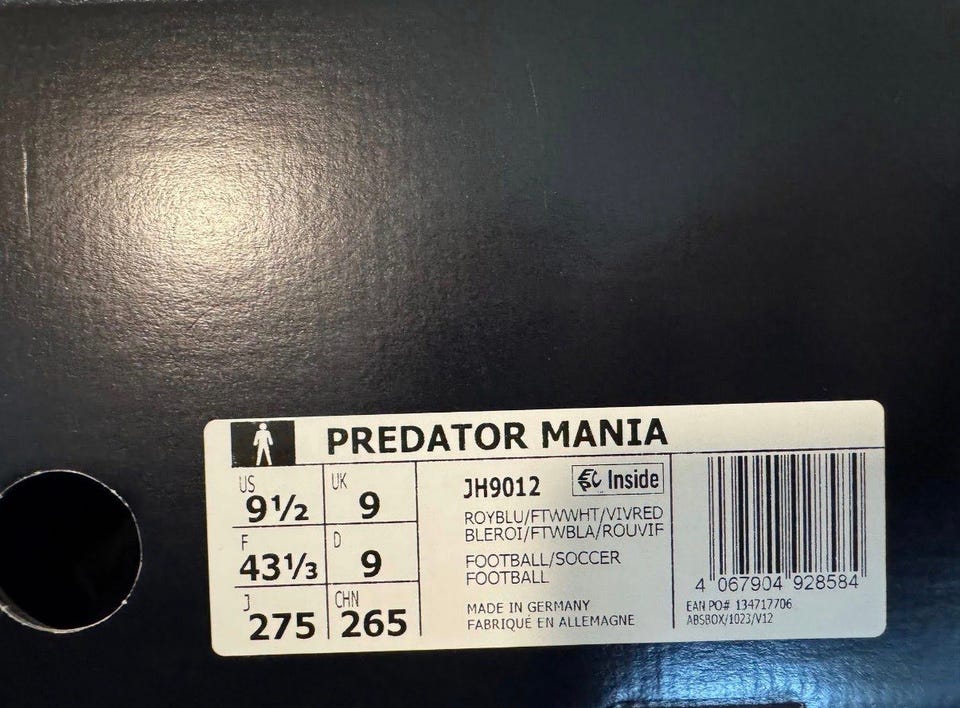 PREDATOR MANIA
US 9½ UK 9
F 43⅓ D 9
J 275 CHN 265
JH9012 Inside
ROYBLU/FTWWHT/VIVRED
BLEROI/FTWBLA/ROUVIF
FOOTBALL/SOCCER
FOOTBALL
MADE IN GERMANY
FABRIQUÉ EN ALLEMAGNE
4 067904 928584
EAN PO# 134717706
ABSBOX/1023/V12